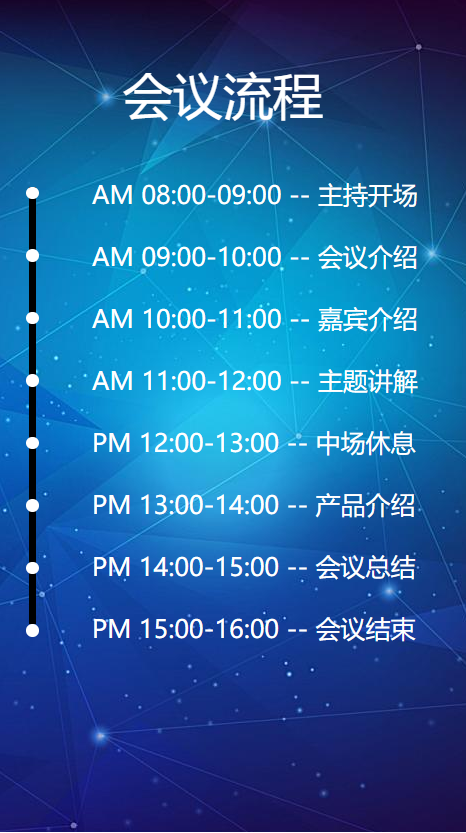 会议流程
AM 08:00-09:00 -- 主持开场
AM 09:00-10:00 -- 会议介绍
AM 10:00-11:00 -- 嘉宾介绍
AM 11:00-12:00 -- 主题讲解
PM 12:00-13:00 -- 中场休息
PM 13:00-14:00 -- 产品介绍
PM 14:00-15:00 -- 会议总结
PM 15:00-16:00 -- 会议结束